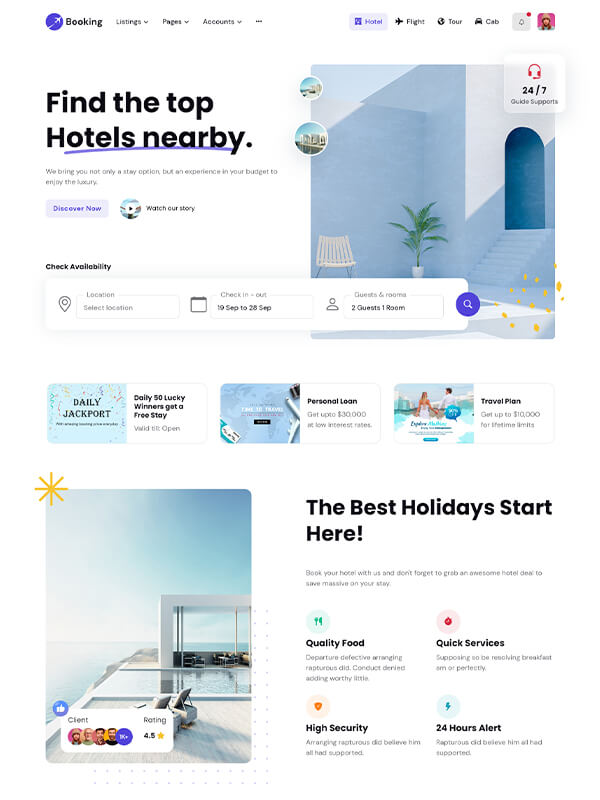 Booking
Listings
Pages
Accounts
Hotel
Flight
Tour
Cab
24 / 7
Guide Supports
Find the top
Hotels nearby.
We bring you not only a stay option, but an experience in your budget to
enjoy the luxury.
Discover Now
Watch our story
Check Availability
Location
Select location
Check in - out
19 Sep to 28 Sep
Guests & rooms
2 Guests 1 Room
DAILY
JACKPORT
Daily 50 Lucky
Winners get a
Free Stay
Valid till: Open
TIME TO TRAVEL
Personal Loan
Get upto $30,000
at low interest rates.
Explore
50%
Travel Plan
Get up to $10,000
for lifetime limits
The Best Holidays Start
Here!
Book your hotel with us and don't forget to grab an awesome hotel deal to
save massive on your stay.
Quality Food
Departure defective arranging
rapturous did. Conduct denied
adding worthy little.
Quick Services
Supposing so be resolving breakfast
am or perfectly.
High Security
Arranging rapturous did believe him
all had supported.
24 Hours Alert
Rapturous did believe him all had
supported.
Client
Rating
1K+
4.5